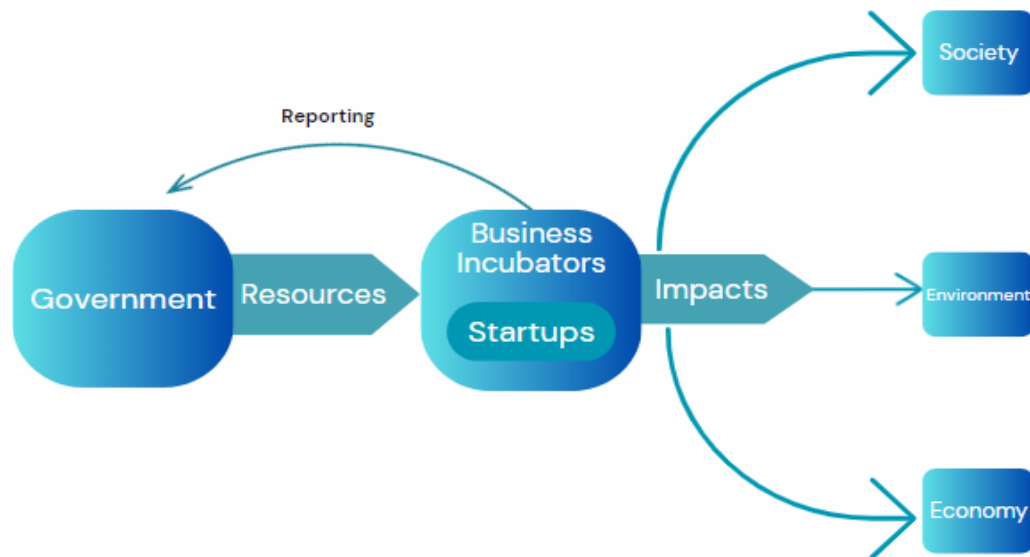 Society
Reporting
Business
Incubators
Government
Resources
Impacts
Environment
Startups
Economy